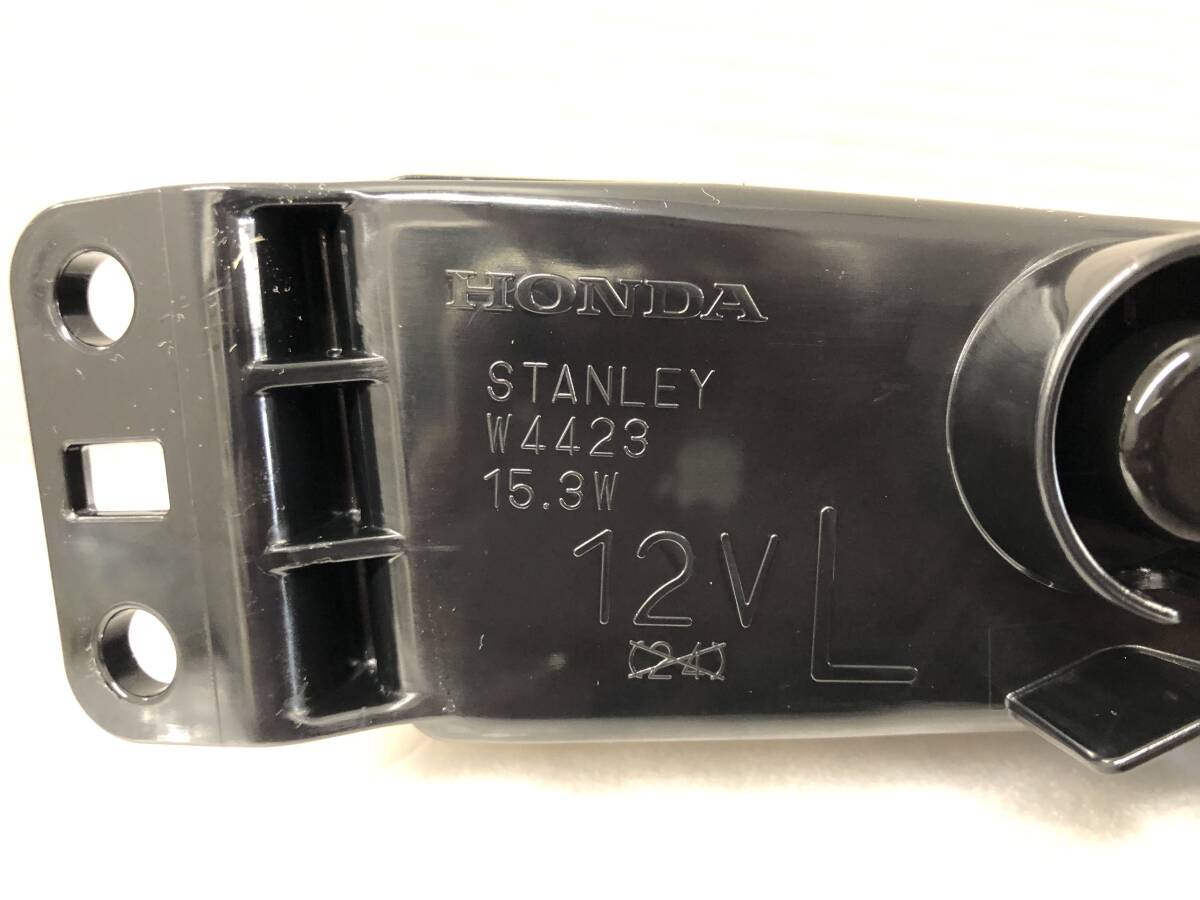 HONDA
STANLEY
W4423
15.3W
12V L
(24)